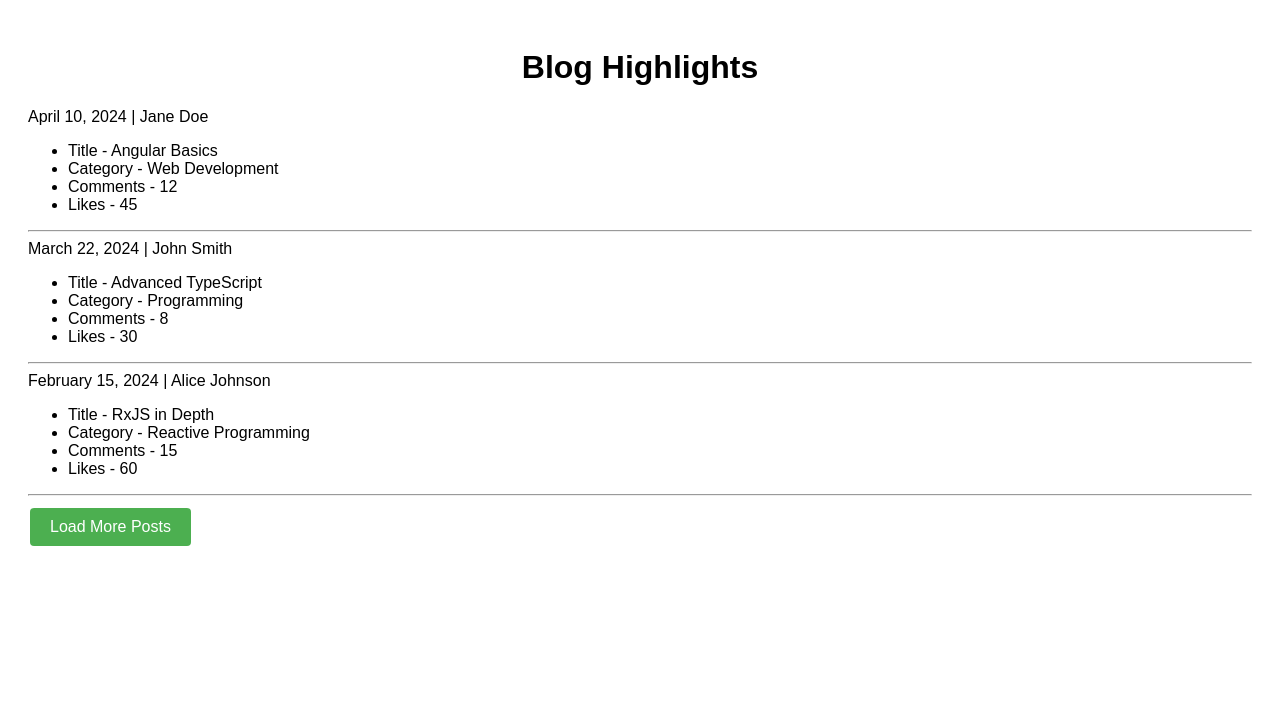 Blog Highlights
April 10, 2024 | Jane Doe
Title - Angular Basics
Category - Web Development
Comments - 12
Likes - 45
March 22, 2024 | John Smith
Title - Advanced TypeScript
Category - Programming
Comments - 8
Likes - 30
February 15, 2024 | Alice Johnson
Title - RxJS in Depth
Category - Reactive Programming
Comments - 15
Likes - 60
Load More Posts